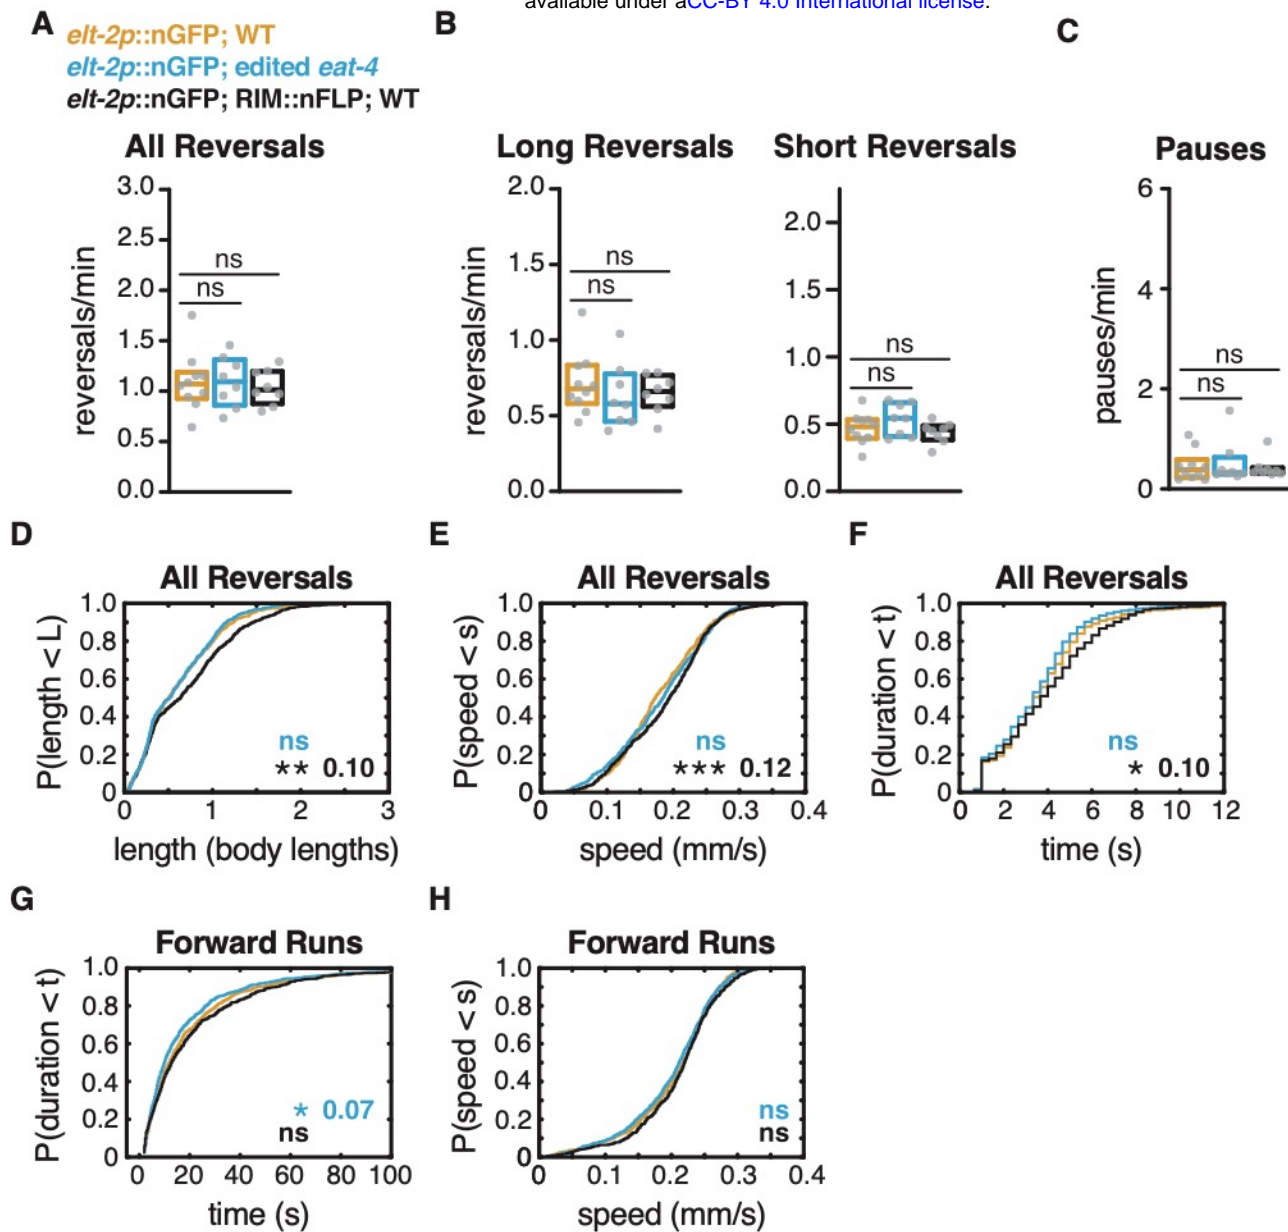 available under aCC-BY 4.0 International license.
A
elt-2p::nGFP; WT
elt-2p::nGFP; edited eat-4
elt-2p::nGFP; RIM::nFLP; WT
All Reversals
reversals/min
3.0
2.5
2.0
1.5
1.0
0.5
0.0
ns
ns
B
Long Reversals
reversals/min
2.0
1.5
1.0
0.5
0.0
ns
ns
Short Reversals
2.0
1.5
1.0
0.5
0.0
ns
ns
C
Pauses
pauses/min
6
4
2
0
ns
ns
D
All Reversals
P(length < L)
1.0
0.8
0.6
0.4
0.2
0
ns
** 0.10
0 1 2 3
length (body lengths)
E
All Reversals
P(speed < s)
1.0
0.8
0.6
0.4
0.2
0
ns
*** 0.12
0 0.1 0.2 0.3 0.4
speed (mm/s)
F
All Reversals
P(duration < t)
1.0
0.8
0.6
0.4
0.2
0
ns
* 0.10
0 2 4 6 8 10 12
time (s)
G
Forward Runs
P(duration < t)
1.0
0.8
0.6
0.4
0.2
0
* 0.07
ns
0 20 40 60 80 100
time (s)
H
Forward Runs
P(speed < s)
1.0
0.8
0.6
0.4
0.2
0
ns
ns
0 0.1 0.2 0.3 0.4
speed (mm/s)